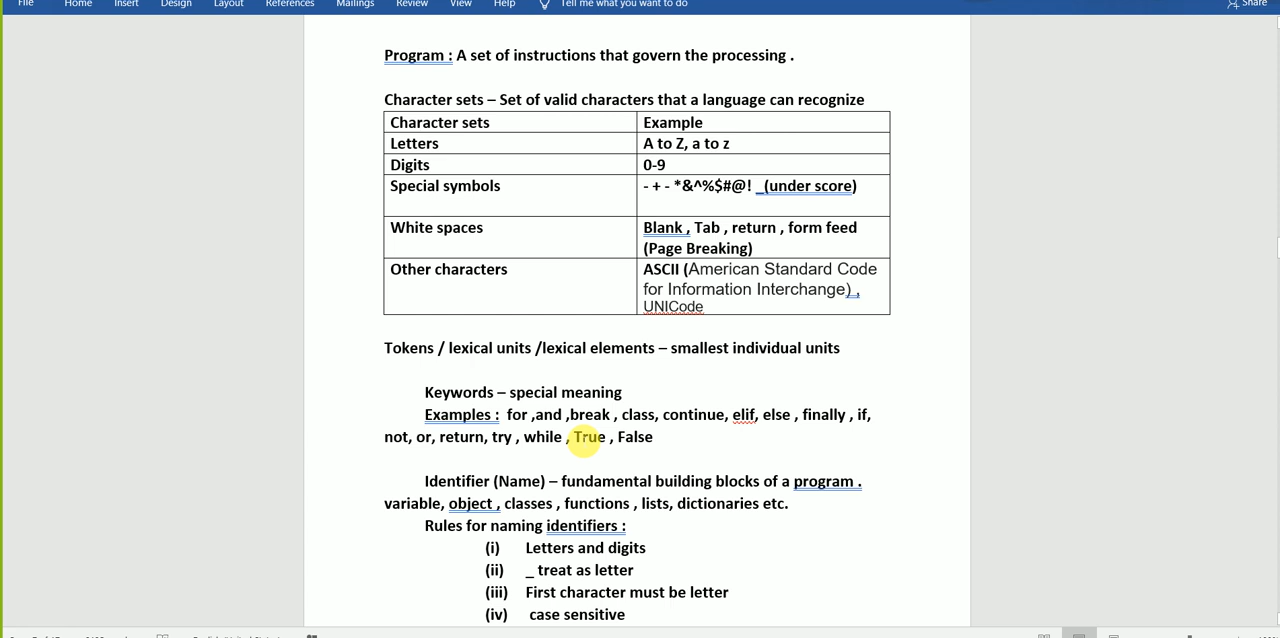 File Home Insert Design Layout References Mailings Review View Help Tell me what you want to do Share
Program : A set of instructions that govern the processing .
Character sets – Set of valid characters that a language can recognize
Character sets Example
Letters A to Z, a to z
Digits 0-9
Special symbols - + - *&^%$#@! _(under score)
White spaces Blank , Tab , return , form feed
(Page Breaking)
Other characters ASCII (American Standard Code
for Information Interchange) ,
UNICode
Tokens / lexical units /lexical elements – smallest individual units
Keywords – special meaning
Examples : for ,and ,break , class, continue, elif, else , finally , if,
not, or, return, try , while , True , False
Identifier (Name) – fundamental building blocks of a program .
variable, object , classes , functions , lists, dictionaries etc.
Rules for naming identifiers :
(i) Letters and digits
(ii) _ treat as letter
(iii) First character must be letter
(iv) case sensitive